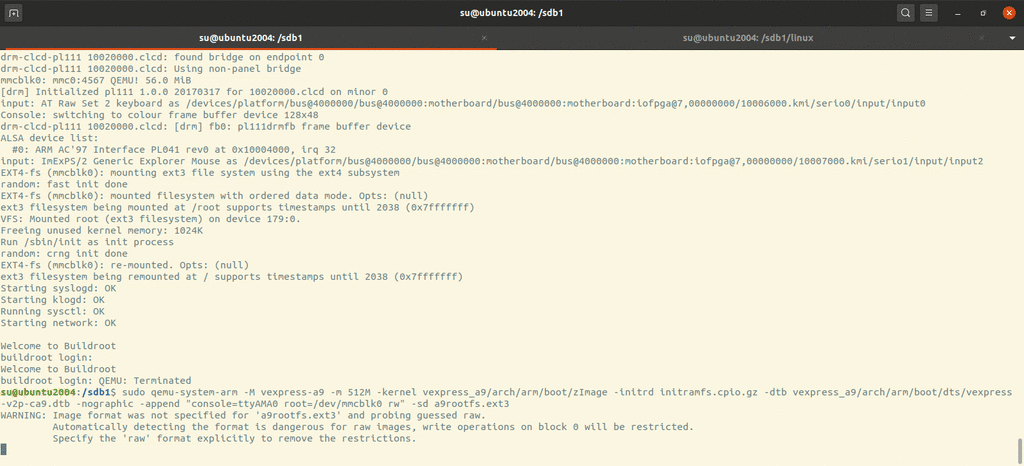 su@ubuntu2004: /sdb1
su@ubuntu2004: /sdb1
su@ubuntu2004: /sdb1/linux
drm-clcd-pl111 10020000.clcd: found bridge on endpoint 0
drm-clcd-pl111 10020000.clcd: Using non-panel bridge
mmcblk0: mmc0:4567 QEMU! 56.0 MiB
[drm] Initialized pl111 1.0.0 20170317 for 10020000.clcd on minor 0
input: AT Raw Set 2 keyboard as /devices/platform/bus@4000000/bus@4000000:motherboard/bus@4000000:motherboard:iofpga@7,00000000/10006000.kmi/serio0/input/input0
Console: switching to colour frame buffer device 128x48
drm-clcd-pl111 10020000.clcd: [drm] fb0: pl111drmfb frame buffer device
ALSA device list:
  #0: ARM AC'97 Interface PL041 rev0 at 0x10004000, irq 32
input: ImExPS/2 Generic Explorer Mouse as /devices/platform/bus@4000000/bus@4000000:motherboard/bus@4000000:motherboard:iofpga@7,00000000/10007000.kmi/serio1/input/input2
EXT4-fs (mmcblk0): mounting ext3 file system using the ext4 subsystem
random: fast init done
EXT4-fs (mmcblk0): mounted filesystem with ordered data mode. Opts: (null)
ext3 filesystem being mounted at /root supports timestamps until 2038 (0x7fffffff)
VFS: Mounted root (ext3 filesystem) on device 179:0.
Freeing unused kernel memory: 1024K
Run /sbin/init as init process
random: crng init done
EXT4-fs (mmcblk0): re-mounted. Opts: (null)
ext3 filesystem being remounted at / supports timestamps until 2038 (0x7fffffff)
Starting syslogd: OK
Starting klogd: OK
Running sysctl: OK
Starting network: OK

Welcome to Buildroot
buildroot login:
Welcome to Buildroot
buildroot login: QEMU: Terminated
su@ubuntu2004:/sdb1$ sudo qemu-system-arm -M vexpress-a9 -m 512M -kernel vexpress_a9/arch/arm/boot/zImage -initrd initramfs.cpio.gz -dtb vexpress_a9/arch/arm/boot/dts/vexpress
-v2p-ca9.dtb -nographic -append "console=ttyAMA0 root=/dev/mmcblk0 rw" -sd a9rootfs.ext3
WARNING: Image format was not specified for 'a9rootfs.ext3' and probing guessed raw.
         Automatically detecting the format is dangerous for raw images, write operations on block 0 will be restricted.
         Specify the 'raw' format explicitly to remove the restrictions.